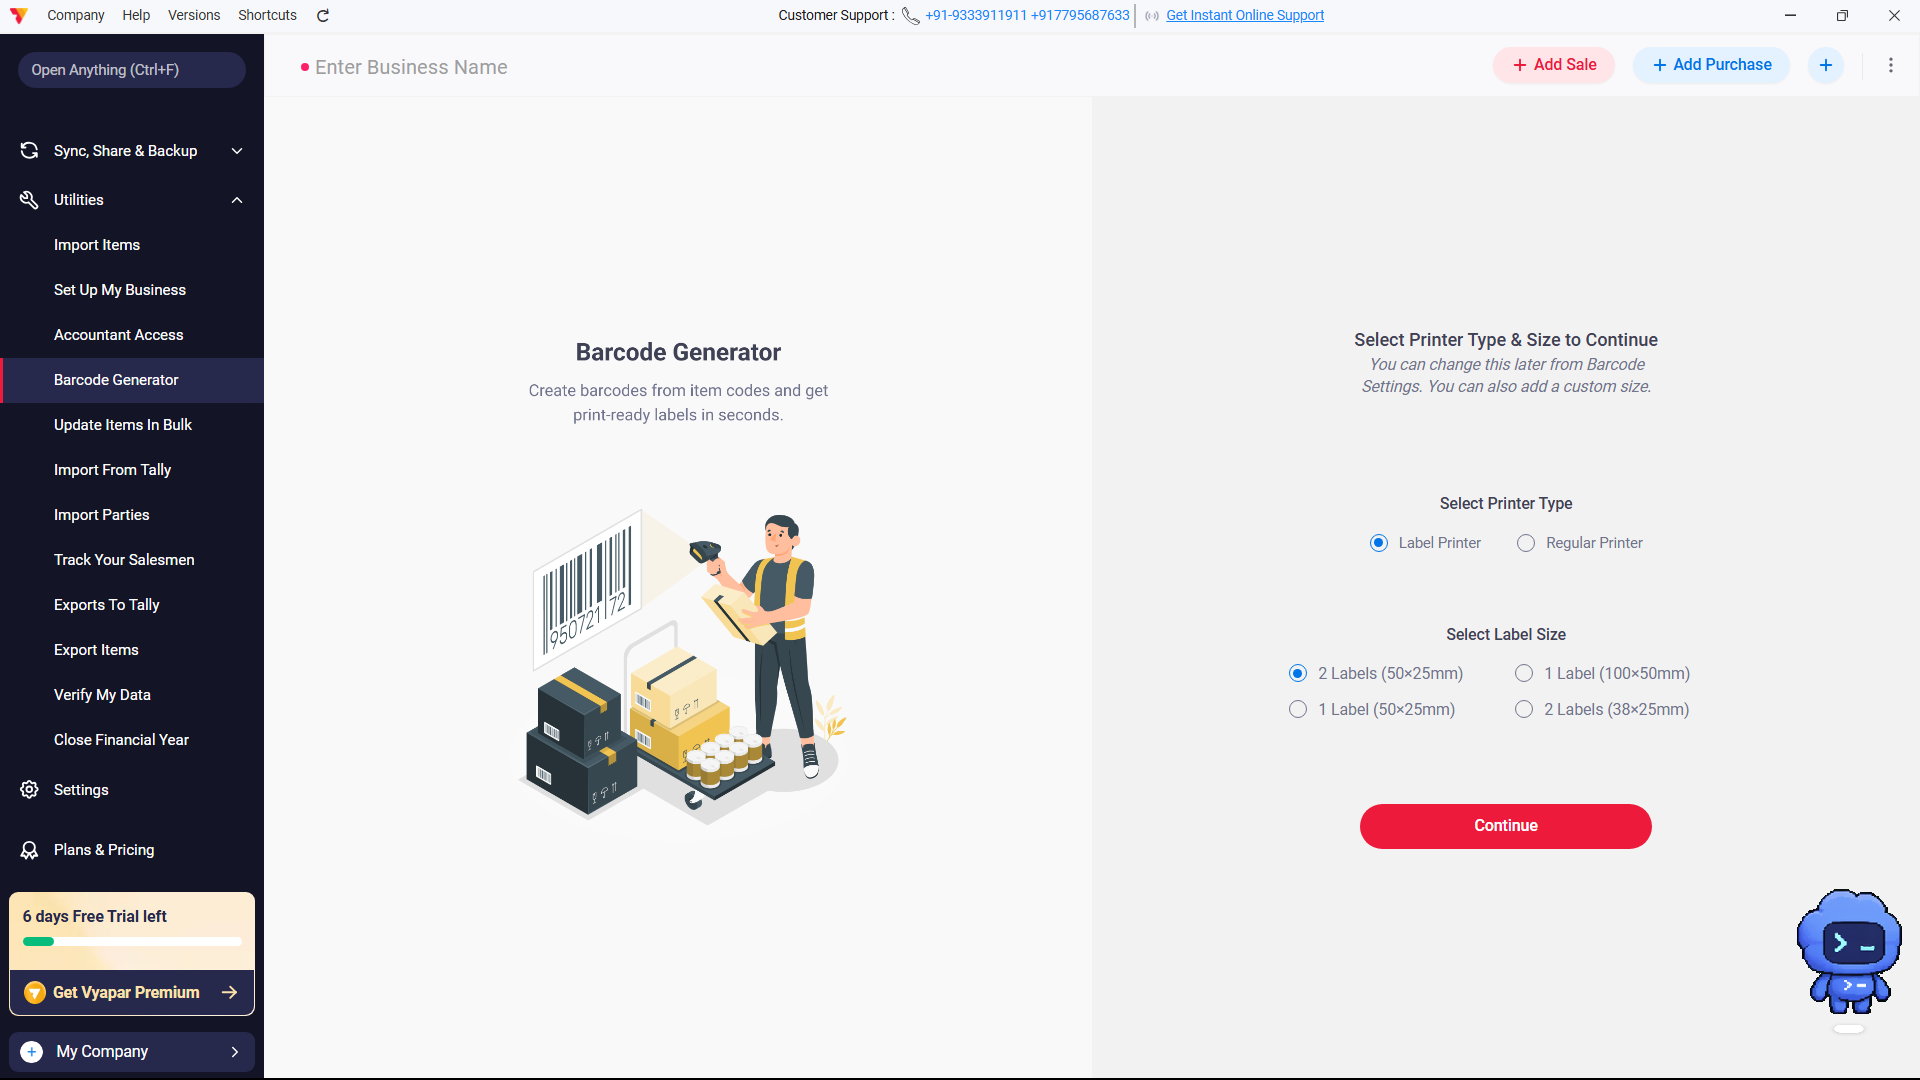 Company Help Versions Shortcuts
Customer Support : +91-9333911911 +917795687633 Get Instant Online Support
Open Anything (Ctrl+F)
Enter Business Name
Add Sale
Add Purchase
Sync, Share & Backup
Utilities
Import Items
Set Up My Business
Accountant Access
Barcode Generator
Update Items In Bulk
Import From Tally
Import Parties
Track Your Salesmen
Exports To Tally
Export Items
Verify My Data
Close Financial Year
Settings
Plans & Pricing
6 days Free Trial left
Get Vyapar Premium
My Company
Barcode Generator
Create barcodes from item codes and get
print-ready labels in seconds.
950721 72
Select Printer Type & Size to Continue
You can change this later from Barcode
Settings. You can also add a custom size.
Select Printer Type
Label Printer Regular Printer
Select Label Size
2 Labels (50×25mm) 1 Label (100×50mm)
1 Label (50×25mm) 2 Labels (38×25mm)
Continue